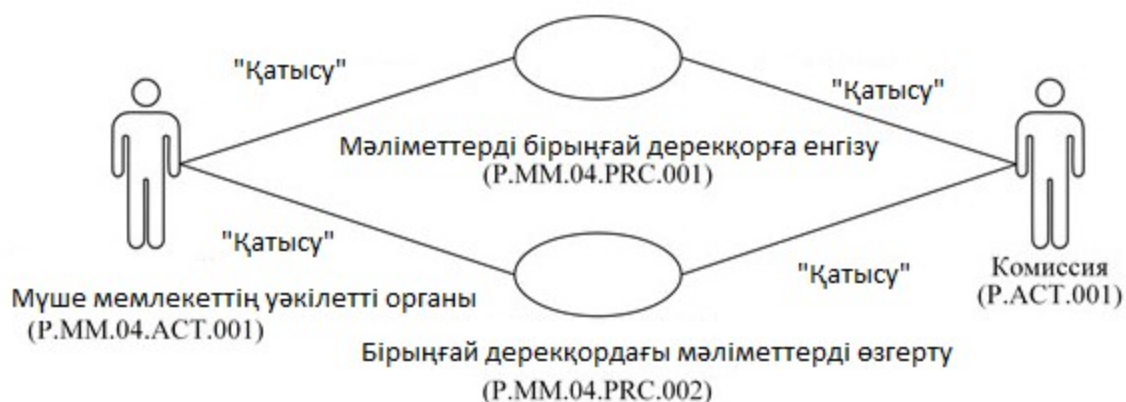 "Қатысу"
"Қатысу"
Мәліметтерді бірыңғай дерекқорға енгізу
(P.MM.04.PRC.001)
"Қатысу"
"Қатысу"
Мүше мемлекеттің уәкілетті органы
(P.MM.04.ACT.001)
Комиссия
(P.ACT.001)
Бірыңғай дерекқордағы мәліметтерді өзгерту
(P.MM.04.PRC.002)